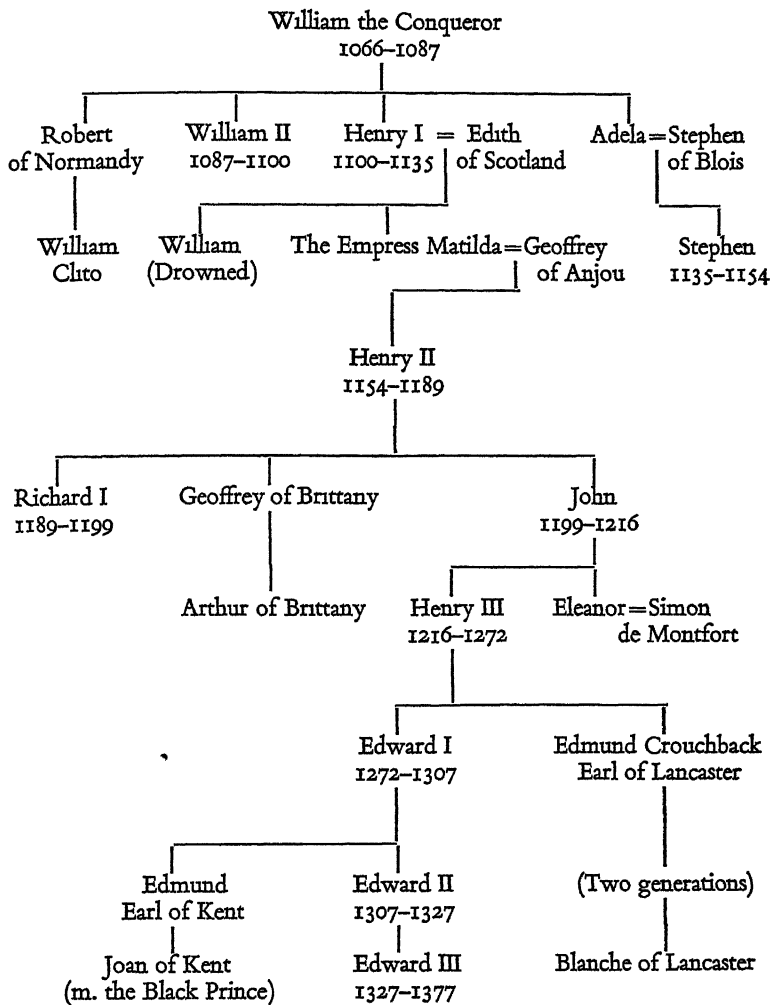 William the Conqueror
1066–1087
Robert of Normandy
William II
1087–1100
Henry I = Edith of Scotland
1100–1135
Adela=Stephen of Blois
William Clito
William (Drowned)
The Empress Matilda=Geoffrey of Anjou
Stephen
1135–1154
Henry II
1154–1189
Richard I
1189–1199
Geoffrey of Brittany
John
1199–1216
Arthur of Brittany
Henry III
1216–1272
Eleanor=Simon de Montfort
Edward I
1272–1307
Edmund Crouchback
Earl of Lancaster
Edmund
Earl of Kent
Edward II
1307–1327
(Two generations)
Joan of Kent
(m. the Black Prince)
Edward III
1327–1377
Blanche of Lancaster